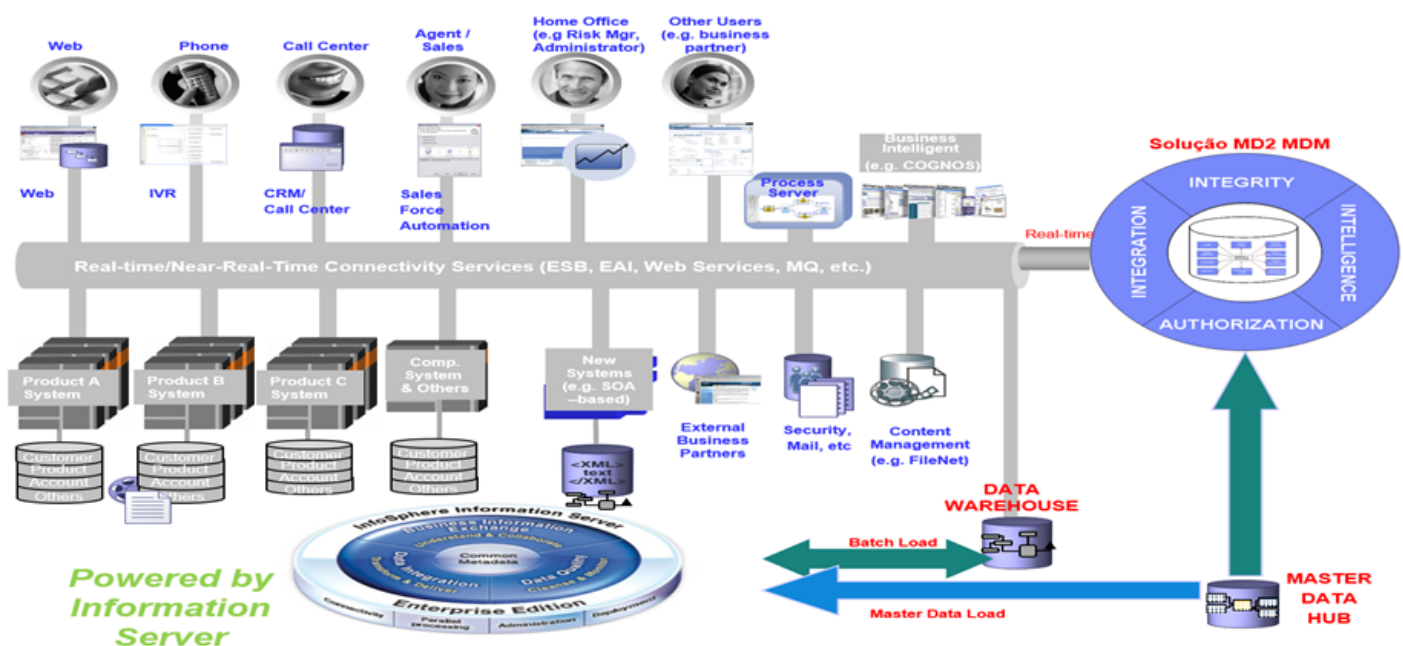 Web
Phone
Call Center
Agent /
Sales
Home Office
(e.g Risk Mgr,
Administrator)
Other Users
(e.g. business
partner)
Web
IVR
CRM/
Call Center
Sales
Force
Automation
Process
Server
Business
Intelligent
(e.g. COGNOS)
Solução MD2 MDM
INTEGRITY
INTEGRATION
INTELLIGENCE
AUTHORIZATION
Real-time
Real-time/Near-Real-Time Connectivity Services (ESB, EAI, Web Services, MQ, etc.)
Product A
System
Product B
System
Product C
System
Comp.
System
& Others
New
Systems
(e.g. SOA
–based)
External
Business
Partners
Security,
Mail, etc
Content
Management
(e.g. FileNet)
Customer
Product
Account
Others
Customer
Product
Account
Others
Customer
Product
Account
Others
Customer
Product
Account
Others
<XML>
text
</XML>
DATA
WAREHOUSE
Batch Load
Master Data Load
MASTER
DATA
HUB
InfoSphere Information Server
Business Information
Exchange
Understand & Collaborate
Common
Metadata
Data Integration
Transform & Deliver
Data Quality
Cleanse & Monitor
Enterprise Edition
Connectivity
Parallel
processing
Administration
Deployment
Powered by
Information
Server